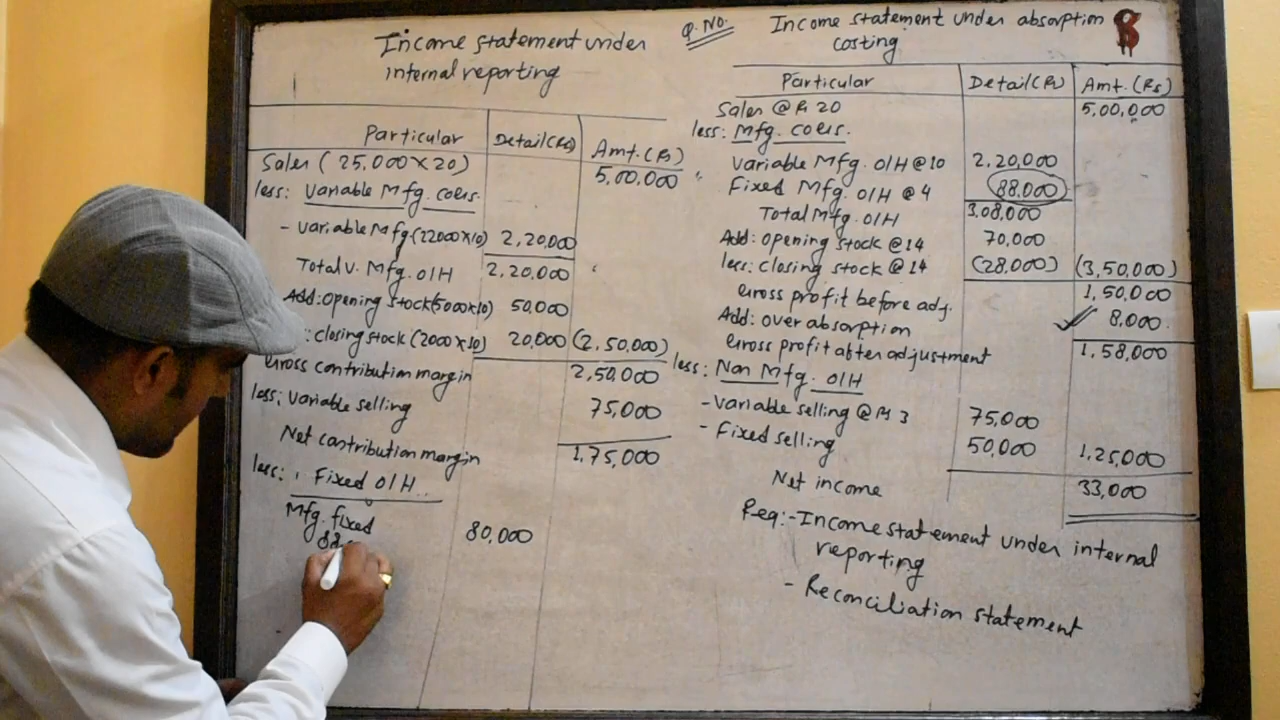 Income statement under
internal reporting
Particular Detail(Rs) Amt.(Rs)
Sales (25,000×20) 5,00,000
less: Variable Mfg. costs.
- variable Mfg(22000×10) 2,20,000
Total V. Mfg. O/H 2,20,000
Add: opening stock(5000×10) 50,000
: closing stock (2000×10) 20,000 (2,50,000)
Gross contribution margin 2,50,000
less: Variable selling 75,000
Net contribution margin 1,75,000
less: Fixed O/H
Mfg. fixed 80,000
Q.NO. Income statement under absorption
costing
Particular Detail(Rs) Amt.(Rs)
Sales @ Rs 20 5,00,000
less: Mfg. costs.
Variable Mfg. O/H @ 10 2,20,000
Fixed Mfg. O/H @ 4 88,000
Total Mfg. O/H 3,08,000
Add: opening stock @ 14 70,000
less: closing stock @ 14 (28,000) (3,50,000)
Gross profit before adj. 1,50,000
Add: over absorption 8,000
Gross profit after adjustment 1,58,000
less: Non Mfg. O/H
- Variable selling @ Rs 3 75,000
- Fixed selling 50,000 1,25,000
Net income 33,000
Req:- Income statement under internal
reporting
- Reconciliation statement